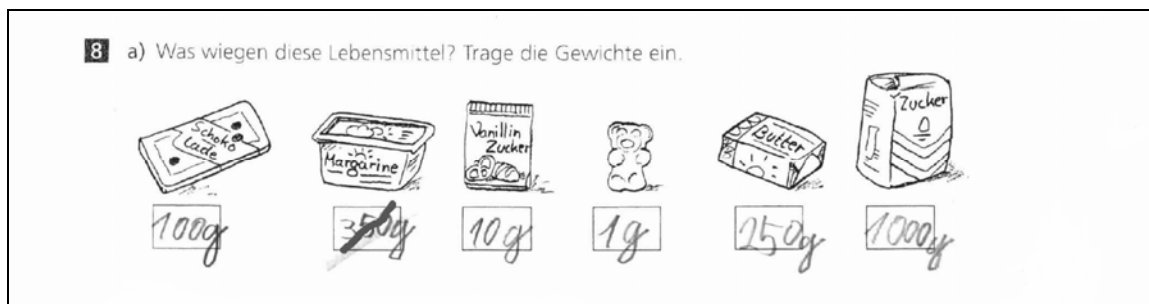 8 a) Was wiegen diese Lebensmittel? Trage die Gewichte ein.
Schoko
lade
Margarine
Vanillin
Zucker
Butter
Zucker
100g 350g 10g 1g 250g 1000g